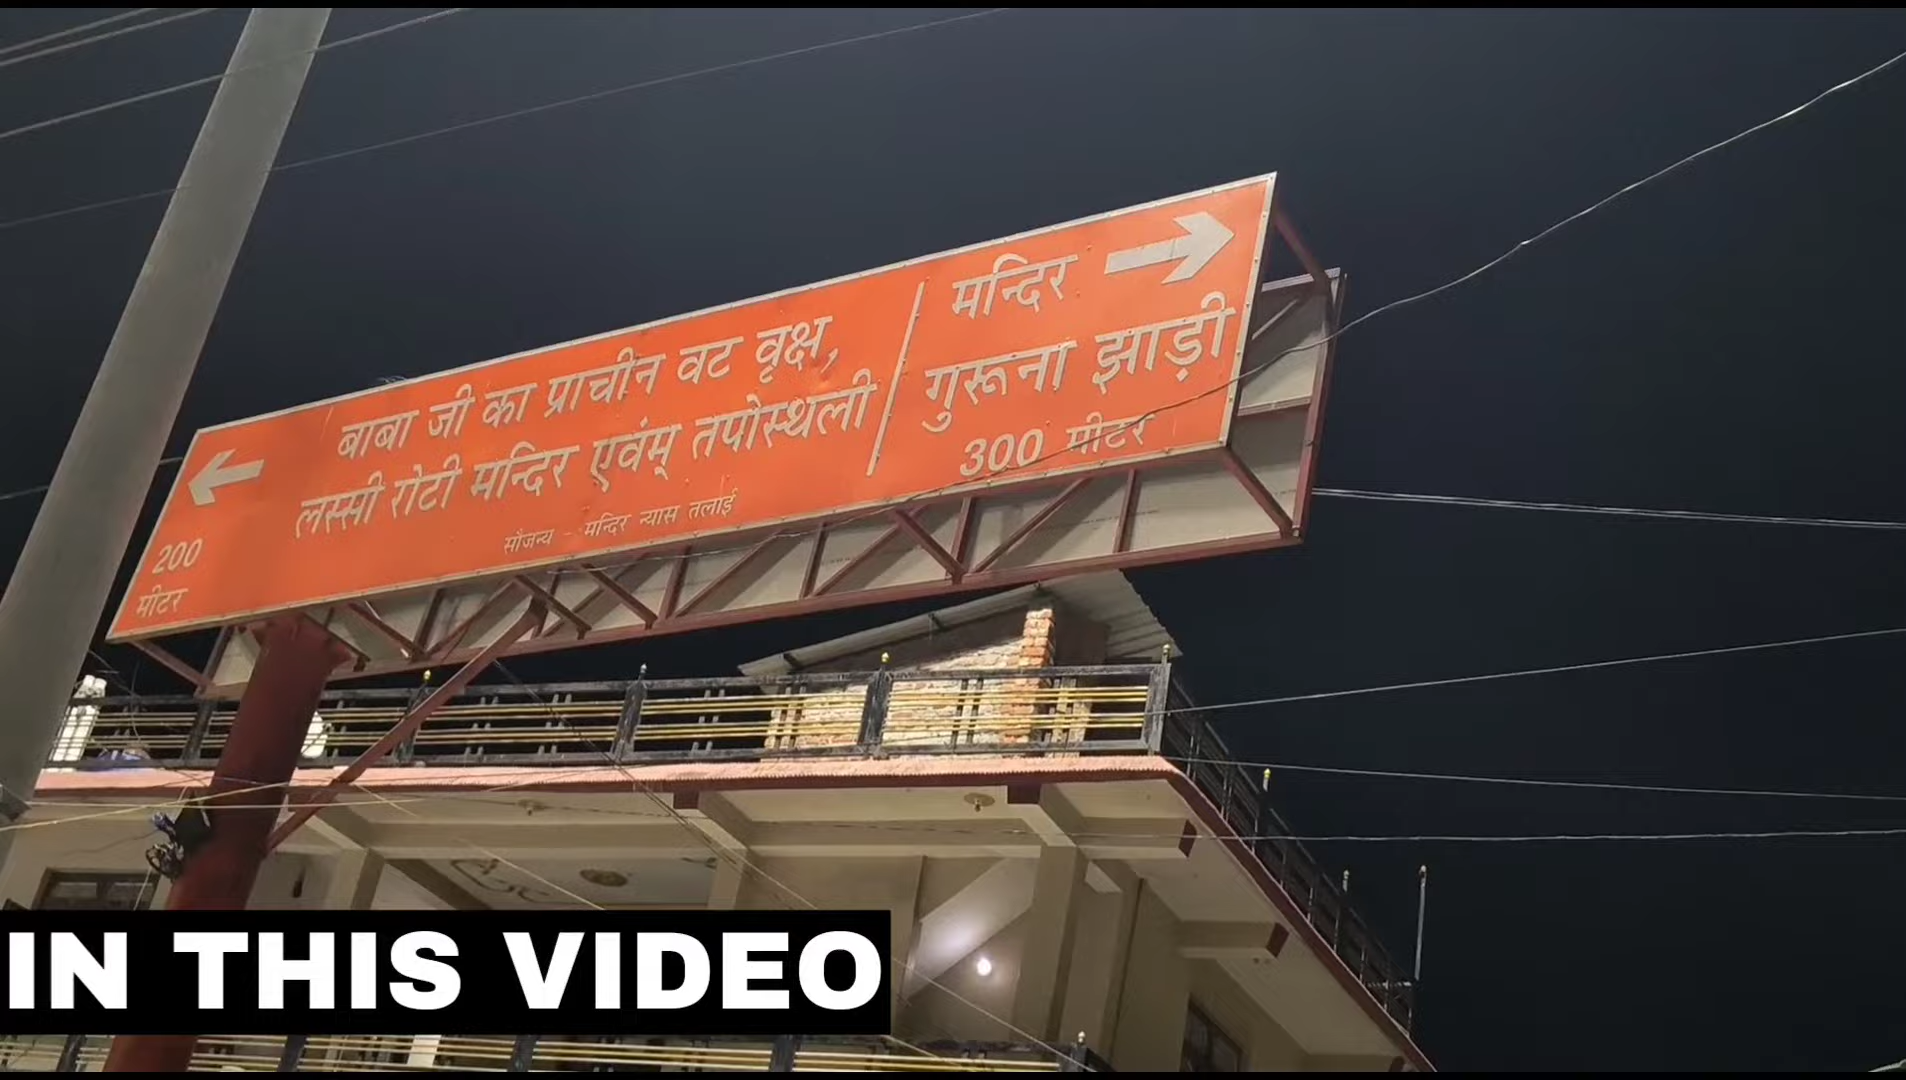 बाबा जी का प्राचीन वट वृक्ष,
लस्सी रोटी मन्दिर एवंम् तपोस्थली
सौजन्य - मन्दिर न्यास तलाई
200
मीटर
मन्दिर
गुरूना झाड़ी
300 मीटर
IN THIS VIDEO